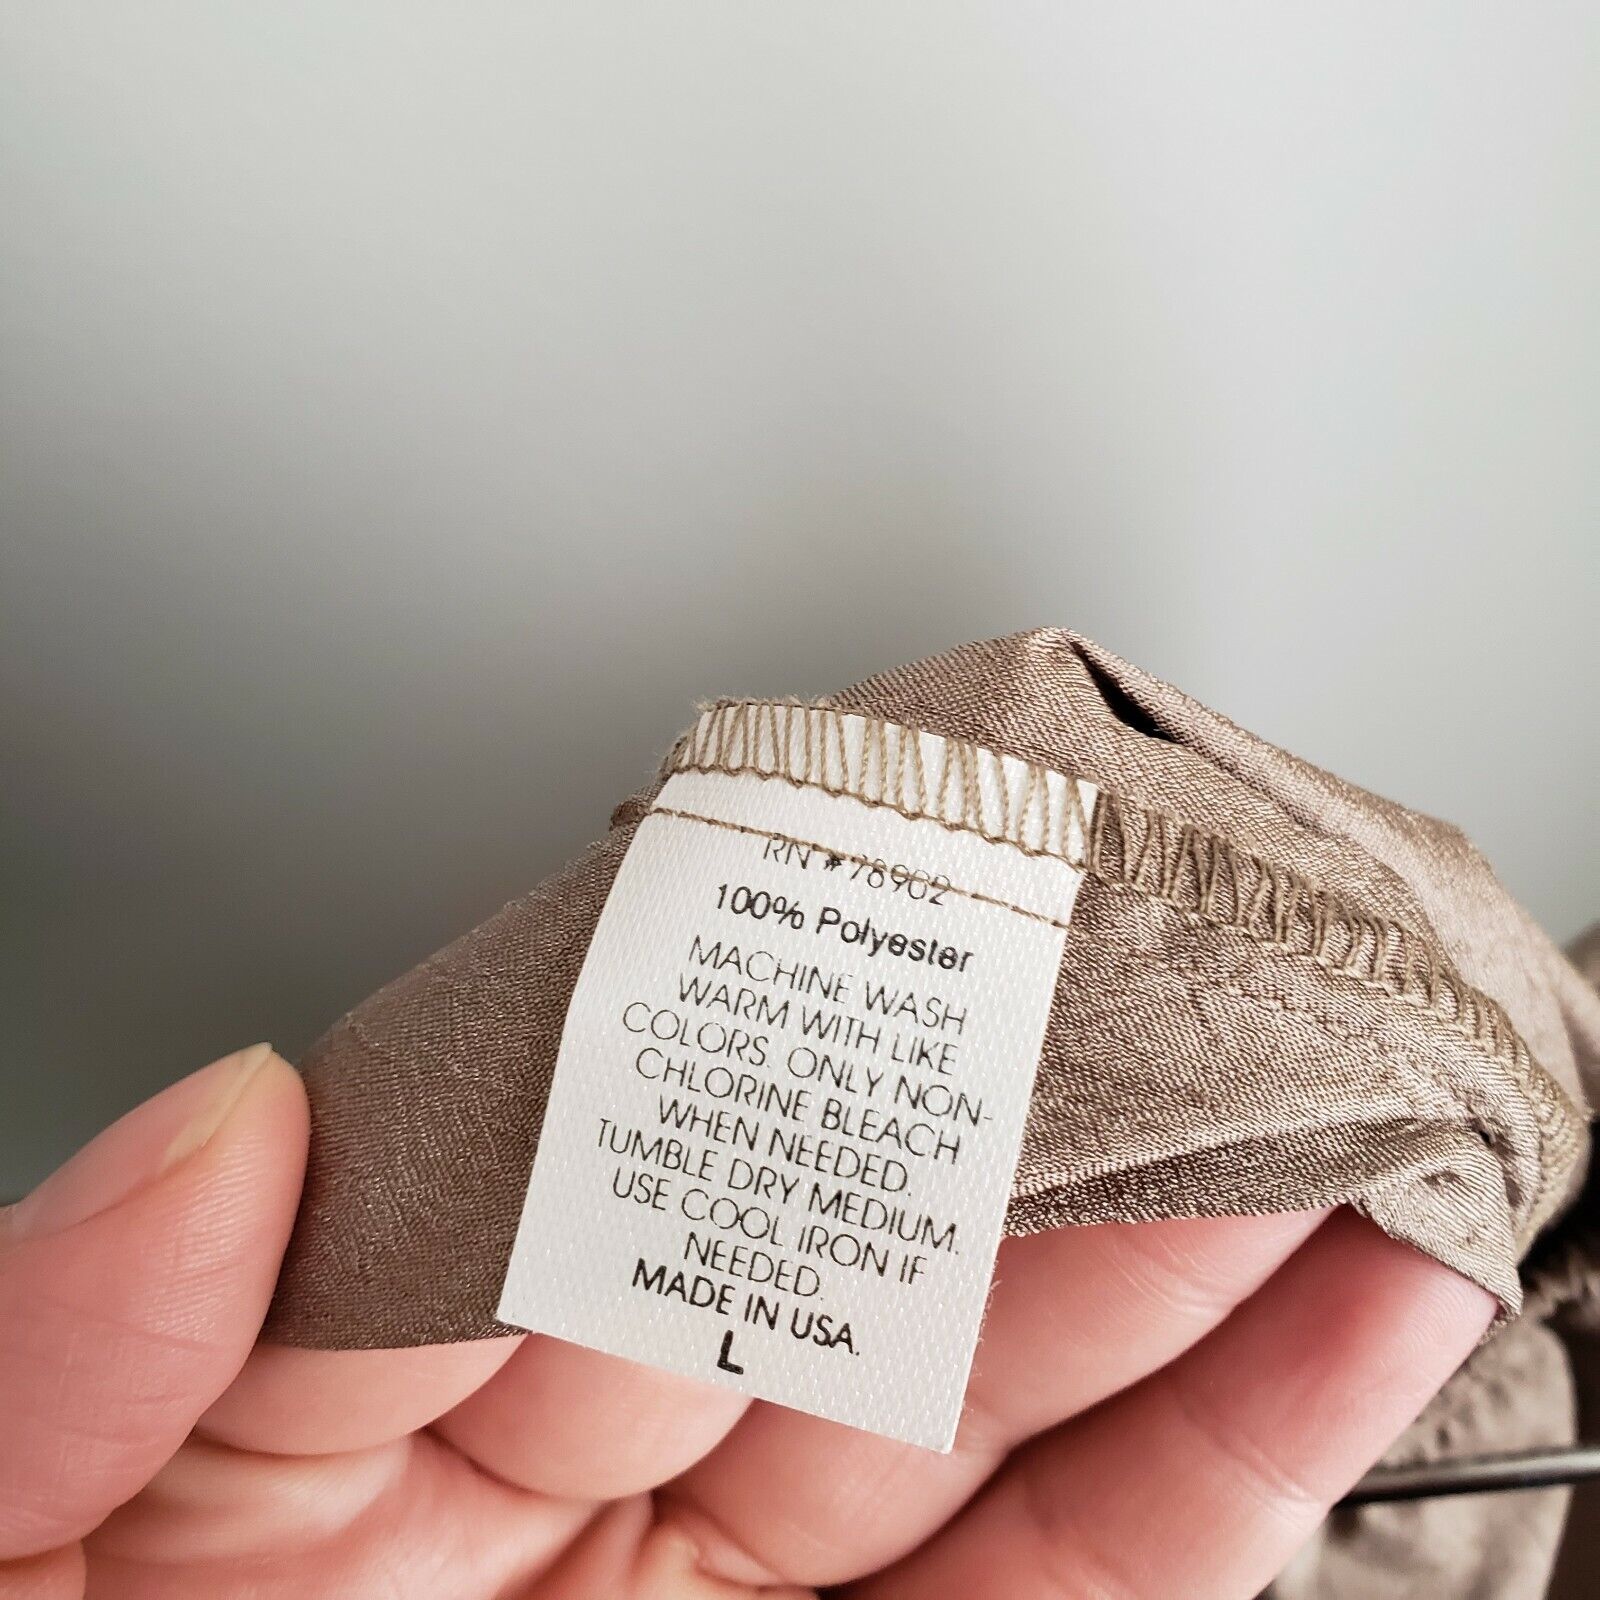 RN # 78902
100% Polyester
MACHINE WASH
WARM WITH LIKE
COLORS. ONLY NON-
CHLORINE BLEACH
WHEN NEEDED.
TUMBLE DRY MEDIUM.
USE COOL IRON IF
NEEDED.
MADE IN USA.
L